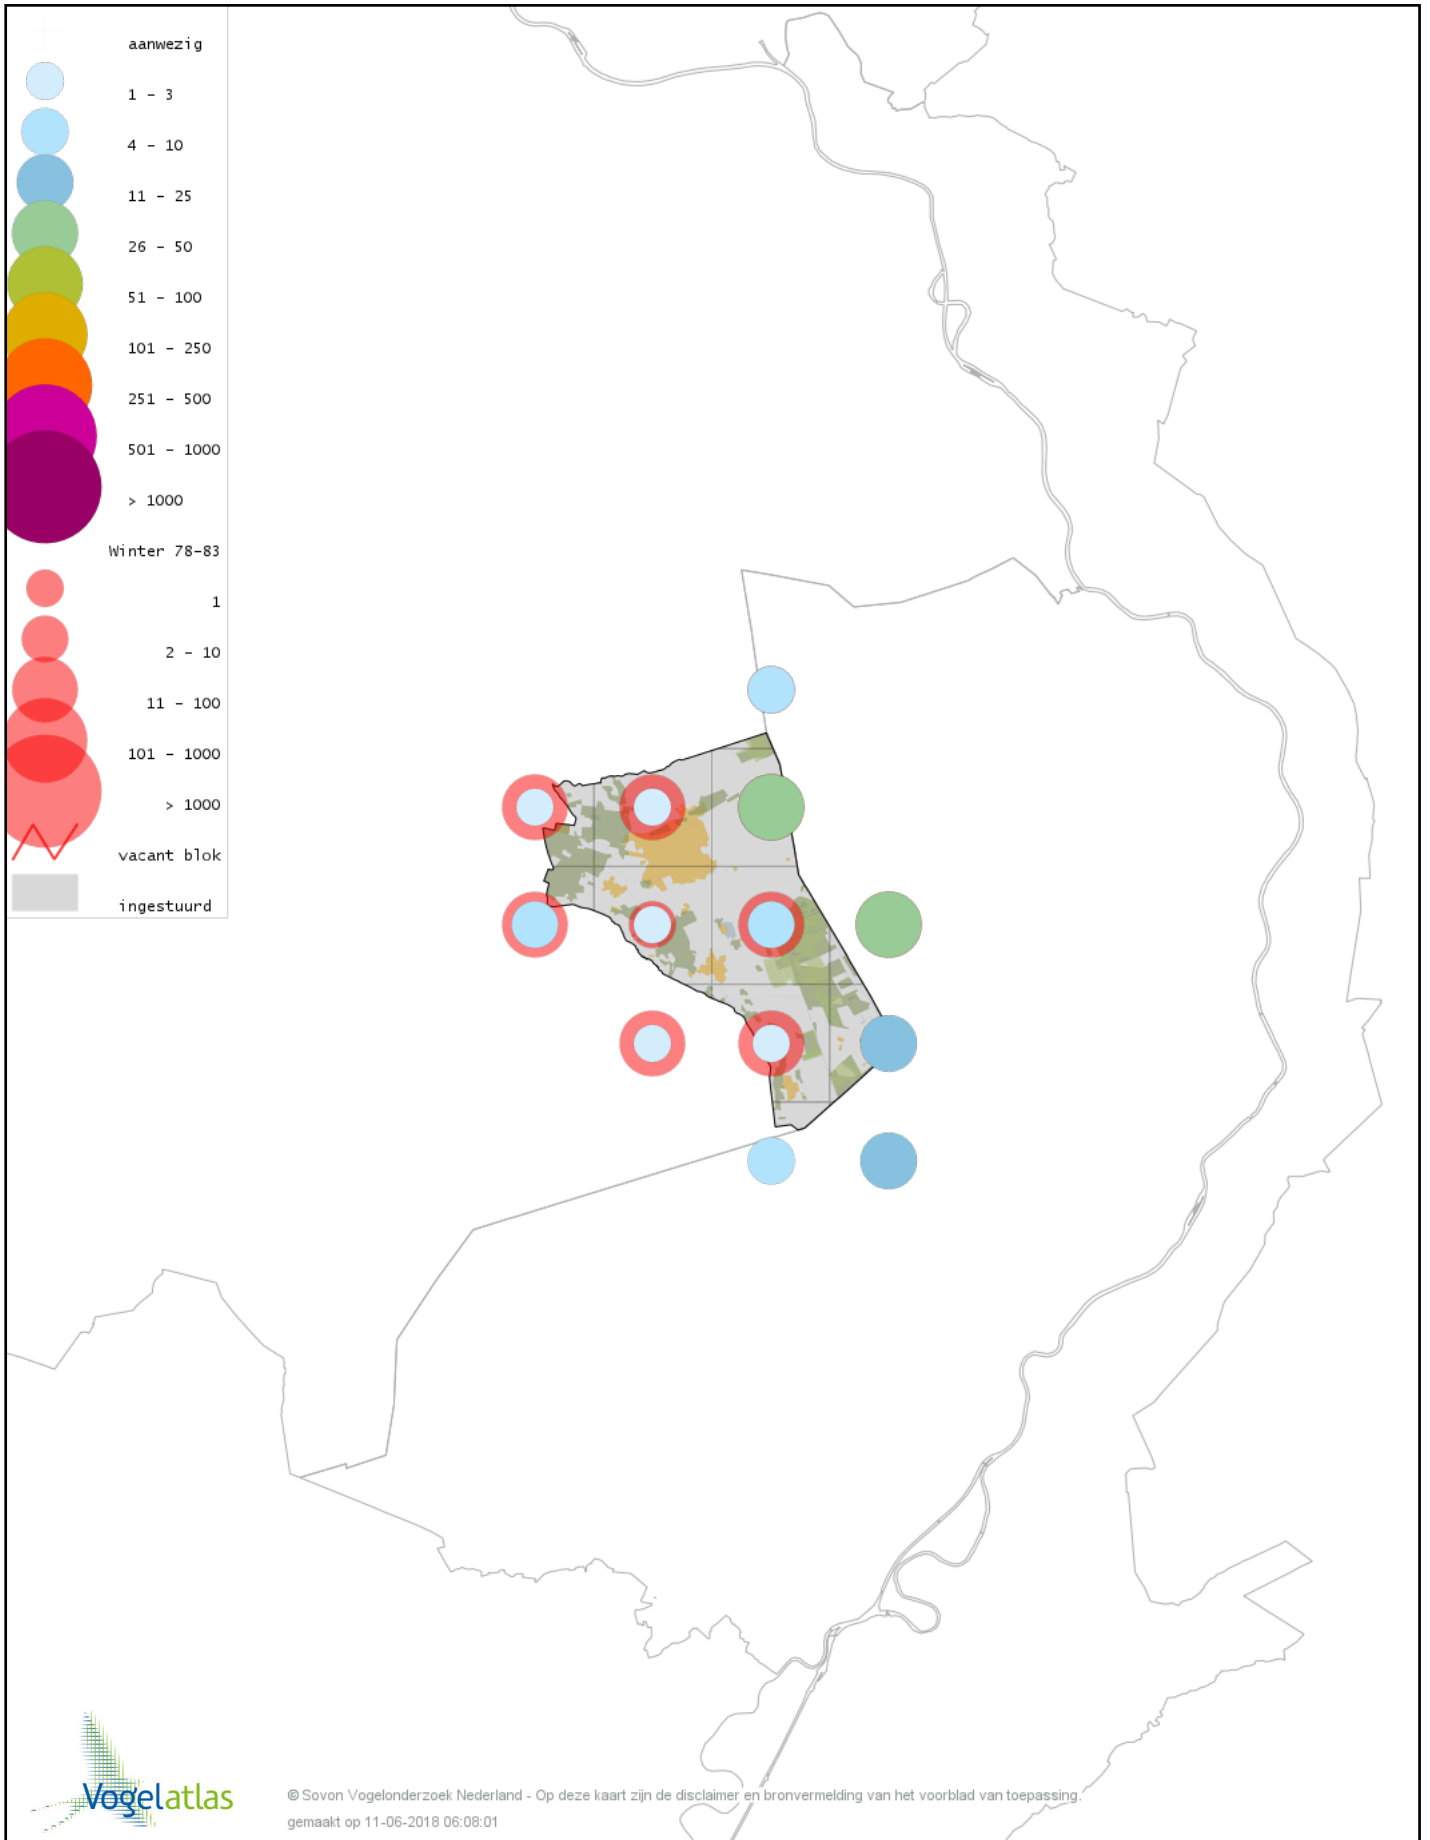 aanwezig
1 - 3
4 - 10
11 - 25
26 - 50
51 - 100
101 - 250
251 - 500
501 - 1000
> 1000
Winter 78-83
1
2 - 10
11 - 100
101 - 1000
> 1000
vacant blok
ingestuurd
Vogelatlas
© Sovon Vogelonderzoek Nederland - Op deze kaart zijn de disclaimer en bronvermelding van het voorblad van toepassing.
gemaakt op 11-06-2018 06:08:01